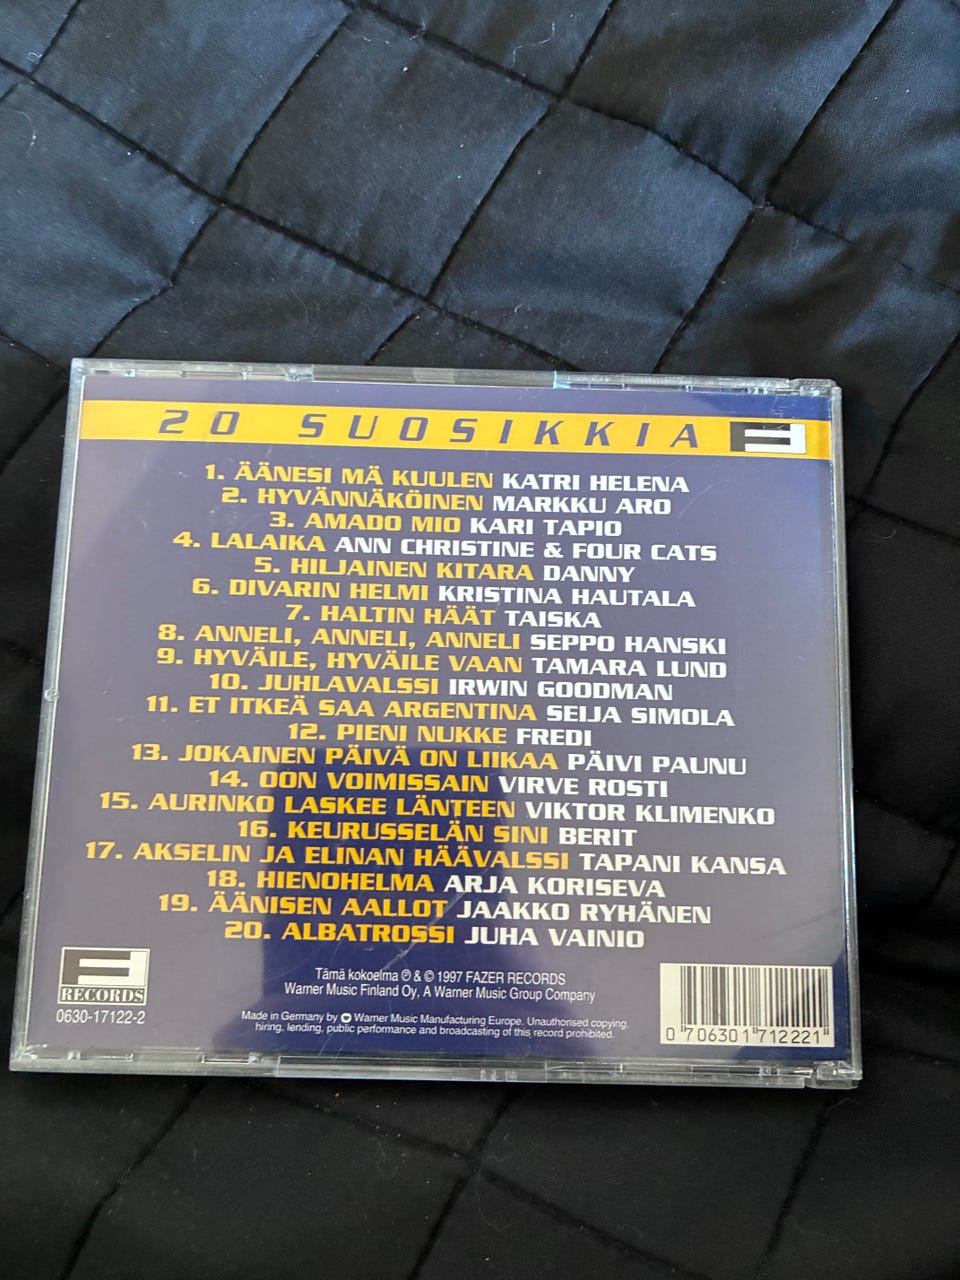 20 SUOSIKKIA
1. ÄÄNESI MÄ KUULEN KATRI HELENA
2. HYVÄNNÄKÖINEN MARKKU ARO
3. AMADO MIO KARI TAPIO
4. LALAIKA ANN CHRISTINE & FOUR CATS
5. HILJAINEN KITARA DANNY
6. DIVARIN HELMI KRISTINA HAUTALA
7. HALTIN HÄÄT TAISKA
8. ANNELI, ANNELI, ANNELI SEPPO HANSKI
9. HYVÄILE, HYVÄILE VAAN TAMARA LUND
10. JUHLAVALSSI IRWIN GOODMAN
11. ET ITKEÄ SAA ARGENTINA SEIJA SIMOLA
12. PIENI NUKKE FREDI
13. JOKAINEN PÄIVÄ ON LIIKAA PÄIVI PAUNU
14. OON VOIMISSAIN VIRVE ROSTI
15. AURINKO LASKEE LÄNTEEN VIKTOR KLIMENKO
16. KEURUSSELÄN SINI BERIT
17. AKSELIN JA ELINAN HÄÄVALSSI TAPANI KANSA
18. HIENOHELMA ARJA KORISEVA
19. ÄÄNISEN AALLOT JAAKKO RYHÄNEN
20. ALBATROSSI JUHA VAINIO
F RECORDS
0630-17122-2
Tämä kokoelma ℗ & © 1997 FAZER RECORDS
Warner Music Finland Oy, A Warner Music Group Company
Made in Germany by Warner Music Manufacturing Europe. Unauthorised copying,
hiring, lending, public performance and broadcasting of this record prohibited.
0 706301 712221